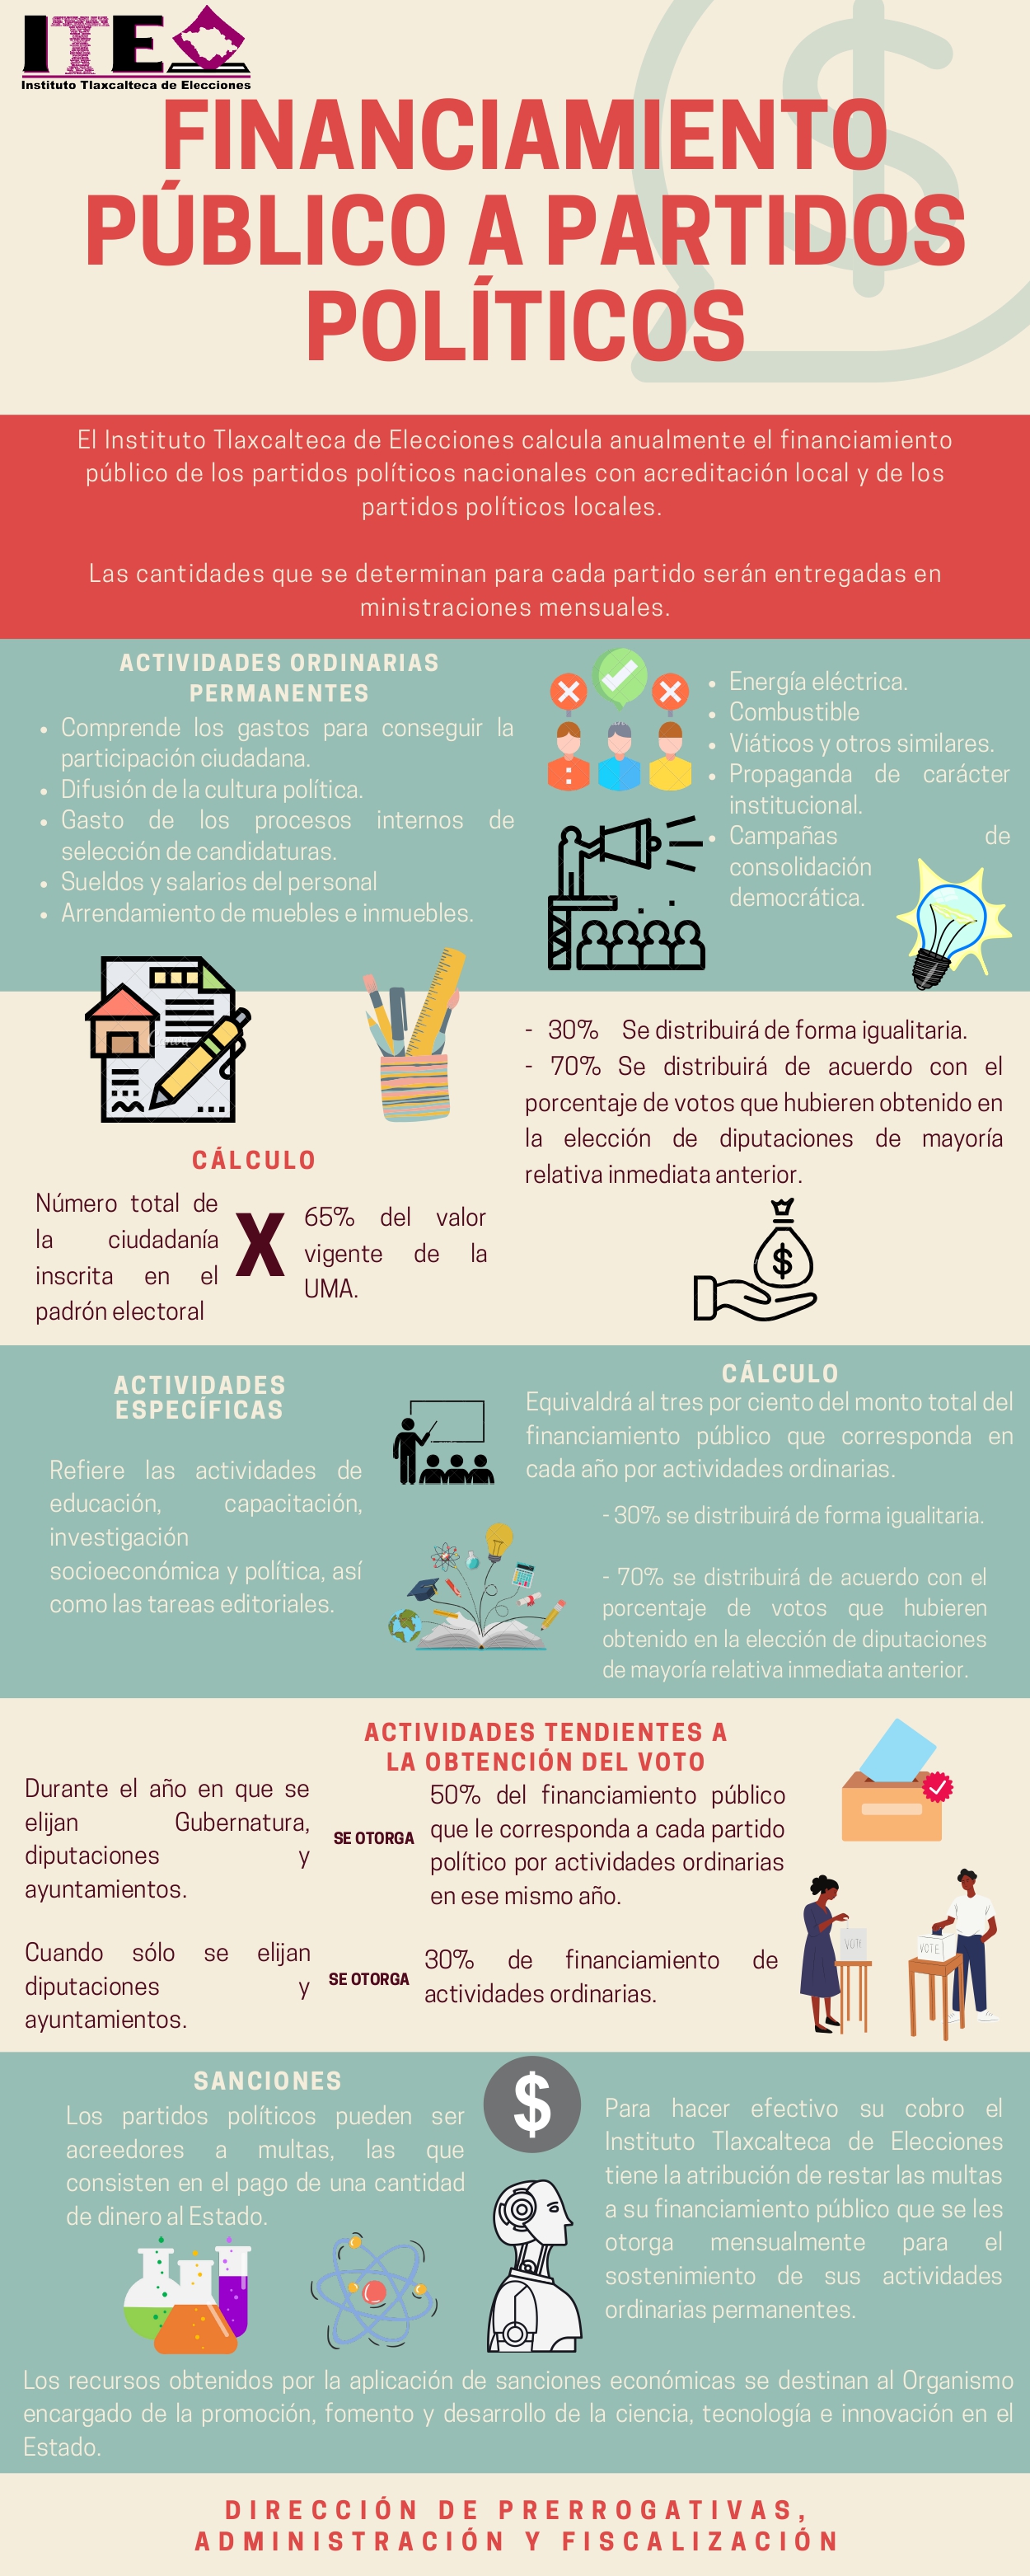 ITE
Instituto Tlaxcalteca de Elecciones
FINANCIAMIENTO
PÚBLICO A PARTIDOS
POLÍTICOS
El Instituto Tlaxcalteca de Elecciones calcula anualmente el financiamiento
público de los partidos políticos nacionales con acreditación local y de los
partidos políticos locales.
Las cantidades que se determinan para cada partido serán entregadas en
ministraciones mensuales.
ACTIVIDADES ORDINARIAS
PERMANENTES
• Comprende los gastos para conseguir la
participación ciudadana.
• Difusión de la cultura política.
• Gasto de los procesos internos de
selección de candidaturas.
• Sueldos y salarios del personal
• Arrendamiento de muebles e inmuebles.
• Energía eléctrica.
• Combustible
• Viáticos y otros similares.
• Propaganda de carácter
institucional.
• Campañas de
consolidación
democrática.
- 30% Se distribuirá de forma igualitaria.
- 70% Se distribuirá de acuerdo con el
porcentaje de votos que hubieren obtenido en
la elección de diputaciones de mayoría
relativa inmediata anterior.
CÁLCULO
Número total de
la ciudadanía
inscrita en el
padrón electoral
X
65% del valor
vigente de la
UMA.
$
ACTIVIDADES
ESPECÍFICAS
Refiere las actividades de
educación, capacitación,
investigación
socioeconómica y política, así
como las tareas editoriales.
CÁLCULO
Equivaldrá al tres por ciento del monto total del
financiamiento público que corresponda en
cada año por actividades ordinarias.
- 30% se distribuirá de forma igualitaria.
- 70% se distribuirá de acuerdo con el
porcentaje de votos que hubieren
obtenido en la elección de diputaciones
de mayoría relativa inmediata anterior.
ACTIVIDADES TENDIENTES A
LA OBTENCIÓN DEL VOTO
Durante el año en que se
elijan Gubernatura,
diputaciones y
ayuntamientos.
SE OTORGA
50% del financiamiento público
que le corresponda a cada partido
político por actividades ordinarias
en ese mismo año.
Cuando sólo se elijan
diputaciones y
ayuntamientos.
SE OTORGA
30% de financiamiento de
actividades ordinarias.
VOTE
VOTE
SANCIONES
Los partidos políticos pueden ser
acreedores a multas, las que
consisten en el pago de una cantidad
de dinero al Estado.
$
Para hacer efectivo su cobro el
Instituto Tlaxcalteca de Elecciones
tiene la atribución de restar las multas
a su financiamiento público que se les
otorga mensualmente para el
sostenimiento de sus actividades
ordinarias permanentes.
Los recursos obtenidos por la aplicación de sanciones económicas se destinan al Organismo
encargado de la promoción, fomento y desarrollo de la ciencia, tecnología e innovación en el
Estado.
DIRECCIÓN DE PRERROGATIVAS,
ADMINISTRACIÓN Y FISCALIZACIÓN